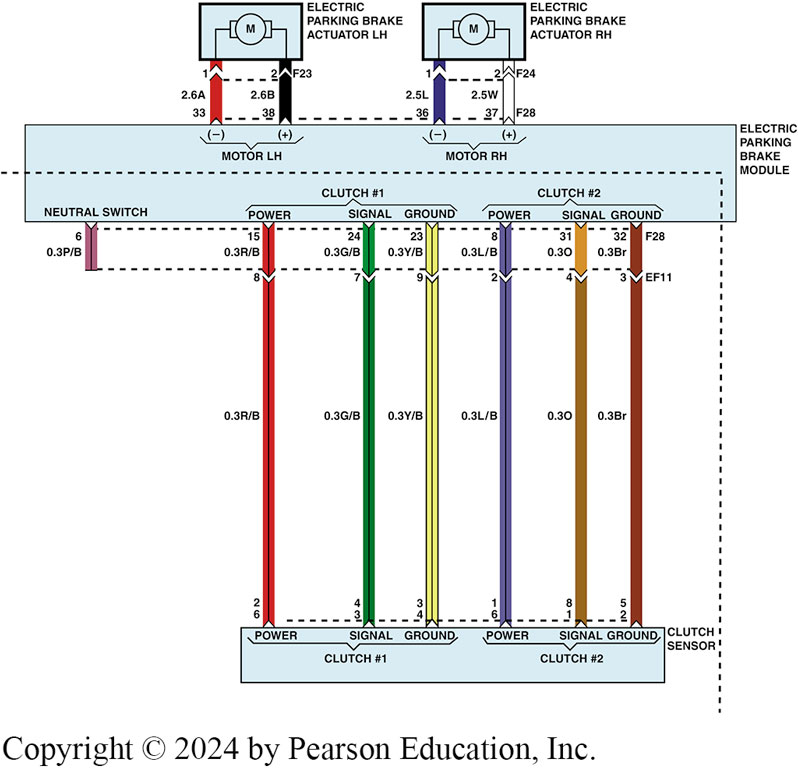 ELECTRIC
PARKING BRAKE
ACTUATOR LH
ELECTRIC
PARKING BRAKE
ACTUATOR RH
M
M
1 2 F23
1 2 F24
2.6A 2.6B
2.5L 2.5W
33 38
36 37 F28
(−) (+)
(−) (+)
MOTOR LH
MOTOR RH
ELECTRIC
PARKING
BRAKE
MODULE
CLUTCH #1
CLUTCH #2
NEUTRAL SWITCH
POWER SIGNAL GROUND
POWER SIGNAL GROUND
6 15 24 23 8 31 32 F28
0.3P/B 0.3R/B 0.3G/B 0.3Y/B 0.3L/B 0.3O 0.3Br
8 7 9 2 4 3 EF11
0.3R/B 0.3G/B 0.3Y/B 0.3L/B 0.3O 0.3Br
2 4 3 1 8 5
6 3 4 6 1 2
POWER SIGNAL GROUND
POWER SIGNAL GROUND
CLUTCH #1
CLUTCH #2
CLUTCH
SENSOR
Copyright © 2024 by Pearson Education, Inc.